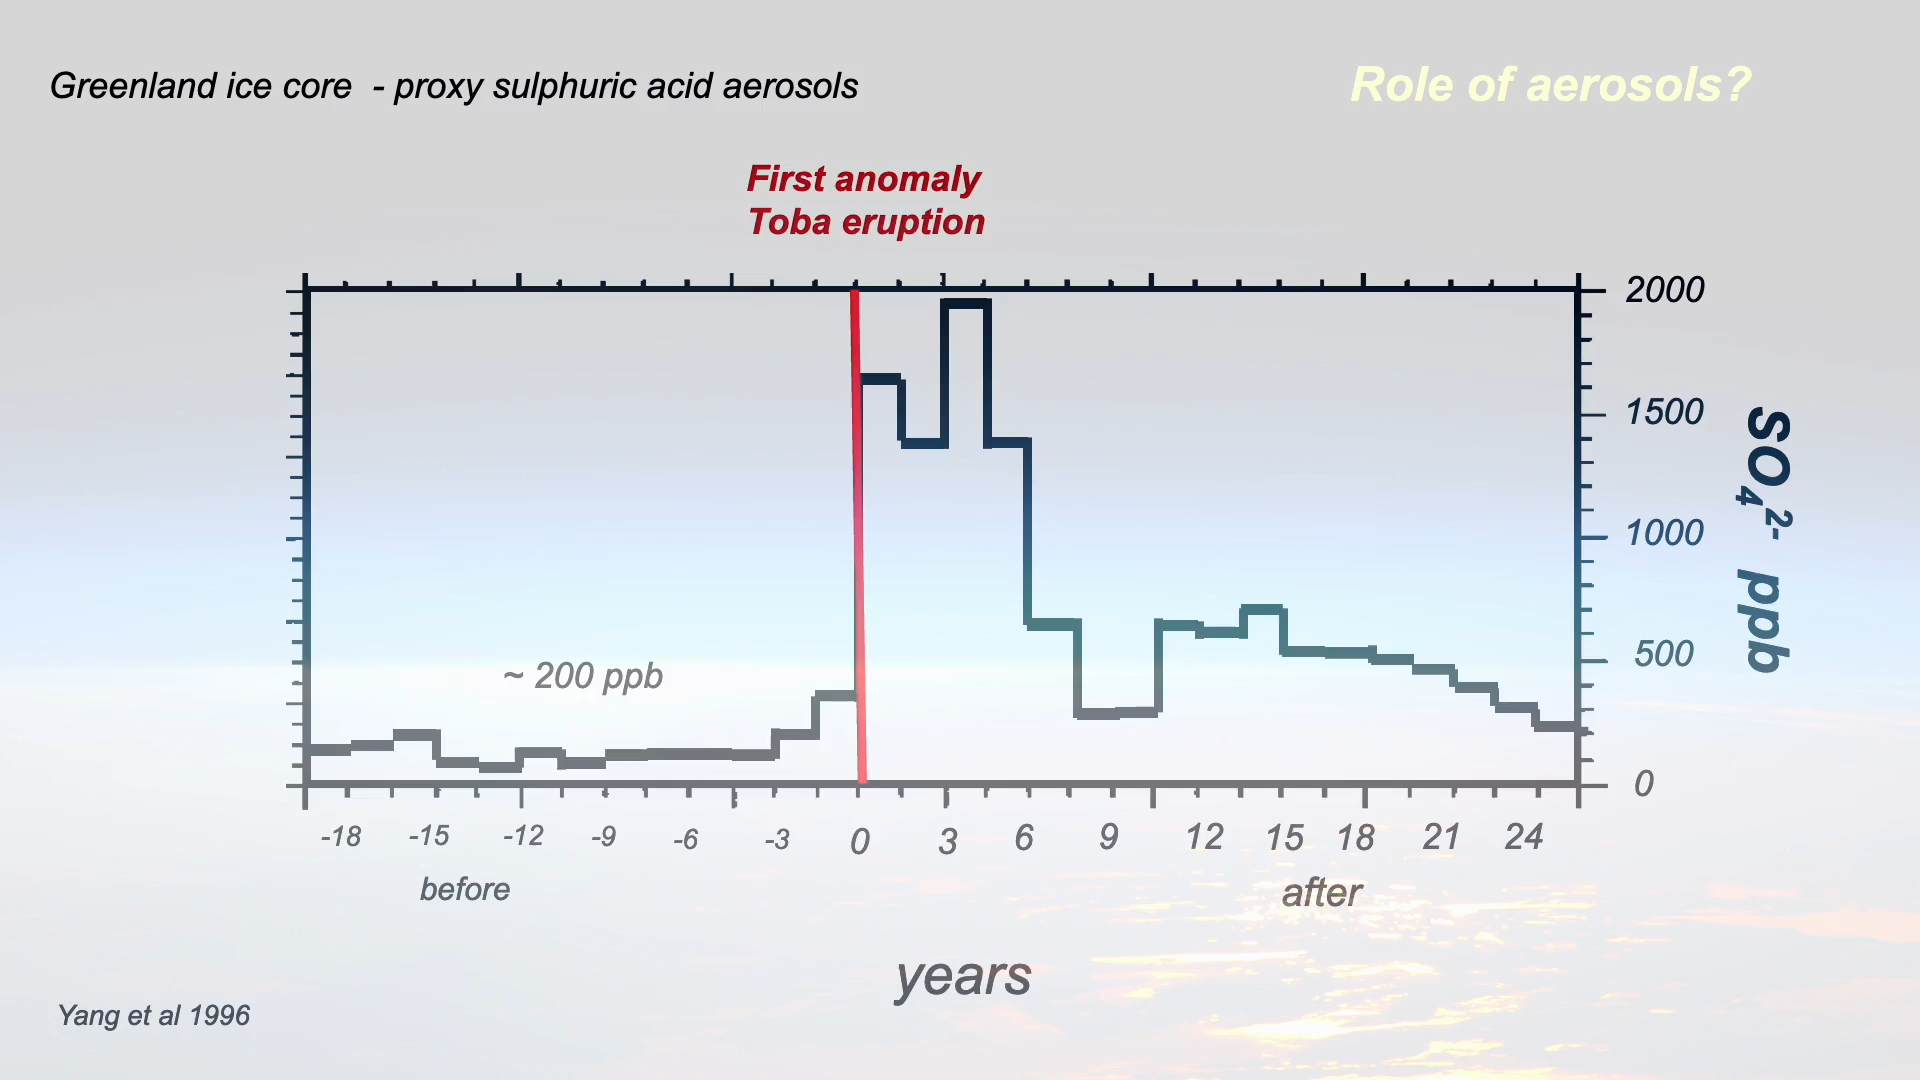 Greenland ice core - proxy sulphuric acid aerosols
Role of aerosols?
First anomaly
Toba eruption
2000
1500
1000
500
0
SO₄²⁻ ppb
~ 200 ppb
-18 -15 -12 -9 -6 -3 0 3 6 9 12 15 18 21 24
before after
years
Yang et al 1996